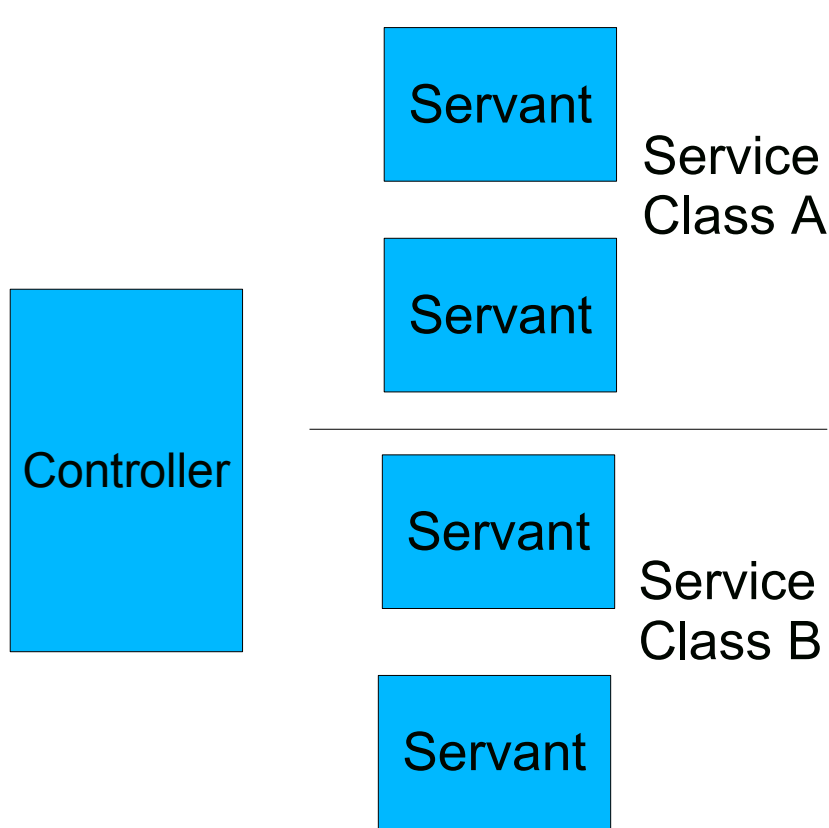 Servant
Service
Class A
Servant
Controller
Servant
Service
Class B
Servant